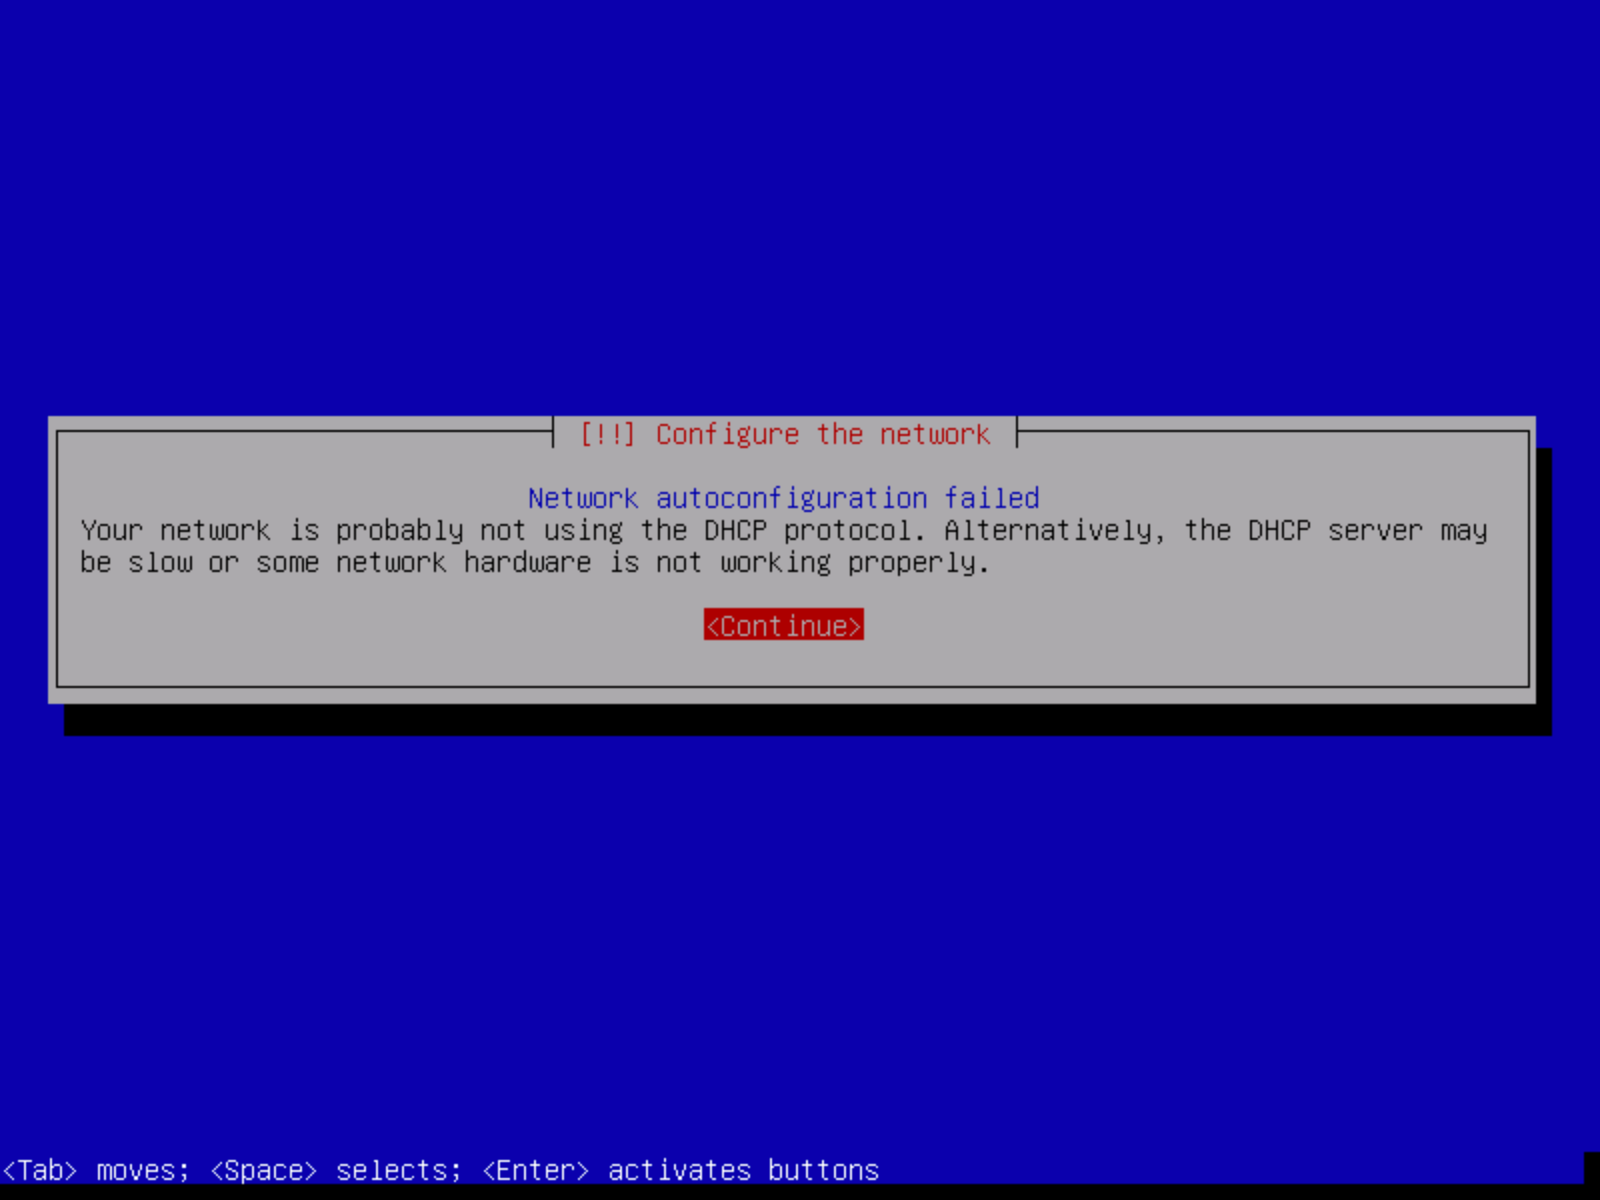 [!!] Configure the network
Network autoconfiguration failed
Your network is probably not using the DHCP protocol. Alternatively, the DHCP server may
be slow or some network hardware is not working properly.
<Continue>
<Tab> moves; <Space> selects; <Enter> activates buttons